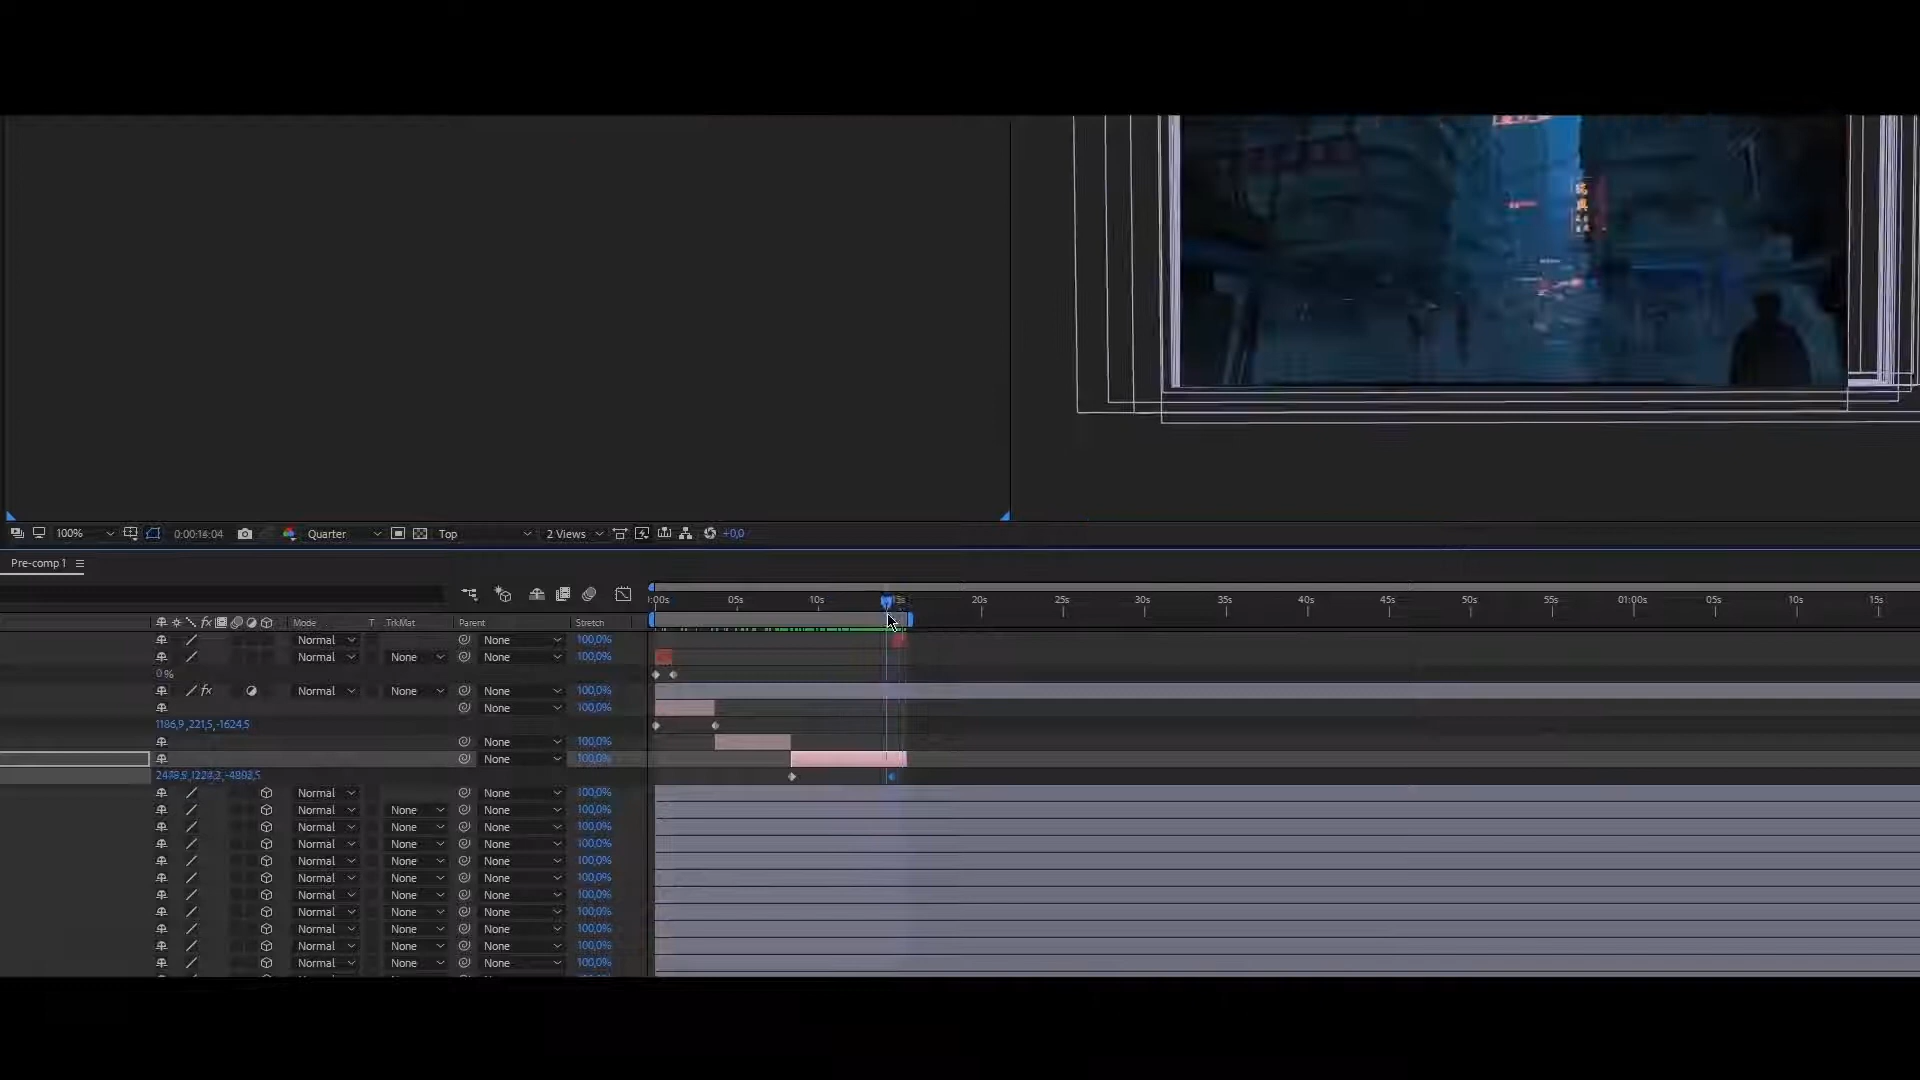 100%
0:00:14:04
Quarter
Top
2 Views
+0,0
Pre-comp 1
:00s 05s 10s 15s 20s 25s 30s 35s 40s 45s 50s 55s 01:00s 05s 10s 15s
fx Mode T .TrkMat Parent Stretch
Normal None 100,0%
Normal None None 100,0%
0%
fx Normal None None 100,0%
None 100,0%
1186,9,221,5,-1624,5
None 100,0%
None 100,0%
Normal None 100,0%
Normal None None 100,0%
Normal None None 100,0%
Normal None None 100,0%
Normal None None 100,0%
Normal None None 100,0%
Normal None None 100,0%
Normal None None 100,0%
Normal None None 100,0%
Normal None None 100,0%
Normal None None 100,0%